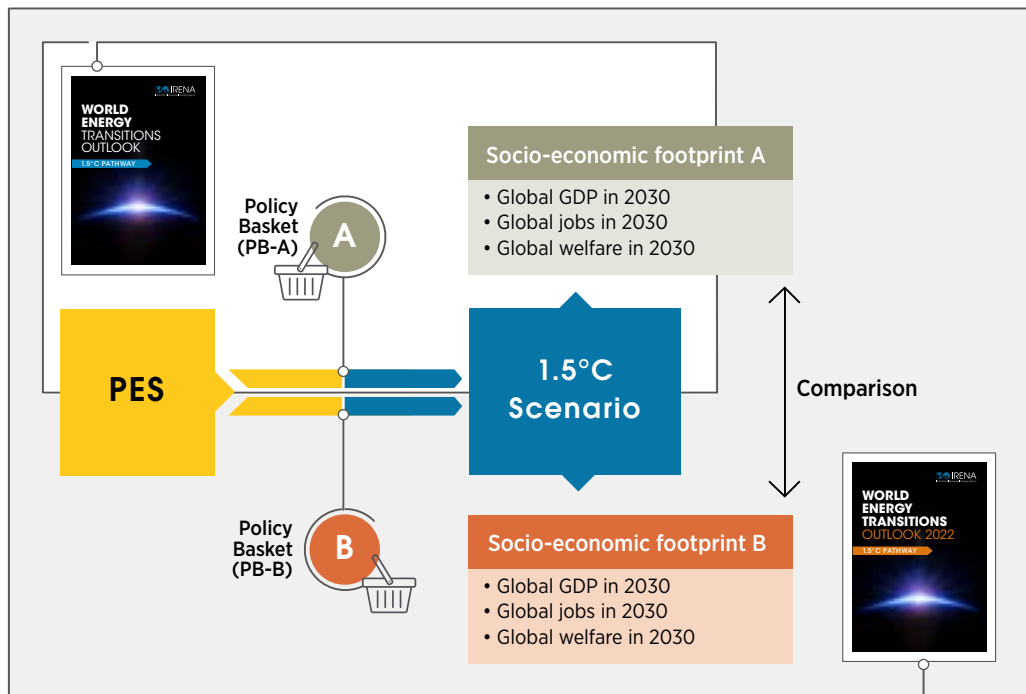 IRENA
WORLD
ENERGY
TRANSITIONS
OUTLOOK
1.5°C PATHWAY
Policy
Basket
(PB-A)
A
Socio-economic footprint A
• Global GDP in 2030
• Global jobs in 2030
• Global welfare in 2030
PES
1.5°C
Scenario
Comparison
Policy
Basket
(PB-B)
B
Socio-economic footprint B
• Global GDP in 2030
• Global jobs in 2030
• Global welfare in 2030
IRENA
WORLD
ENERGY
TRANSITIONS
OUTLOOK 2022
1.5°C PATHWAY